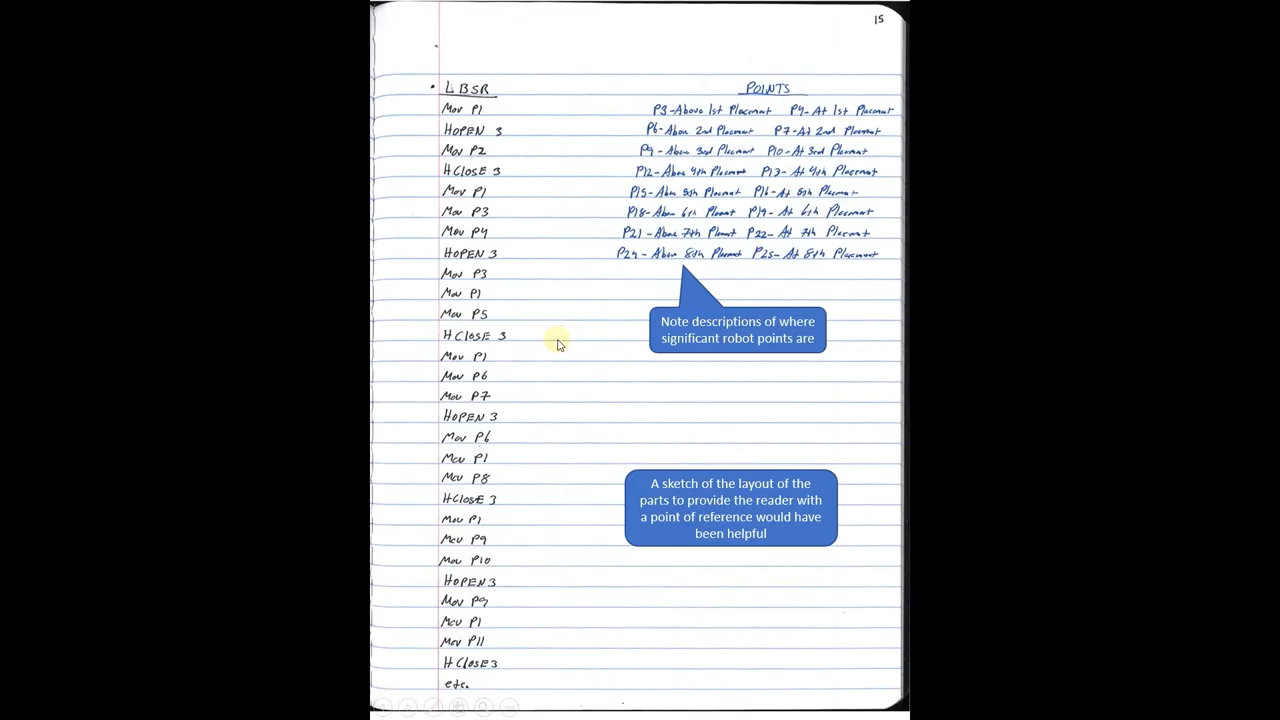 15
• LBSR
POINTS
Mov P1
P3-Above 1st Placement P4-At 1st Placement
HOPEN 3
P6-Above 2nd Placement P7-At 2nd Placement
Mov P2
P9-Above 3rd Placement P10-At 3rd Placement
HCLOSE 3
P12-Above 4th Placement P13-At 4th Placement
Mov P1
P15-Above 5th Placement P16-At 5th Placement
Mov P3
P18-Above 6th Placement P19-At 6th Placement
Mov P4
P21-Above 7th Placement P22-At 7th Placement
HOPEN 3
P24-Above 8th Placement P25-At 8th Placement
Mov P3
Mov P1
Mov P5
HCLOSE 3
Mov P1
Mov P6
Mov P7
HOPEN 3
Mov P6
Mov P1
Mov P8
HCLOSE 3
Mov P1
Mov P9
Mov P10
HOPEN 3
Mov P9
Mov P1
Mov P11
HCLOSE 3
etc.
Note descriptions of where
significant robot points are
A sketch of the layout of the
parts to provide the reader with
a point of reference would have
been helpful